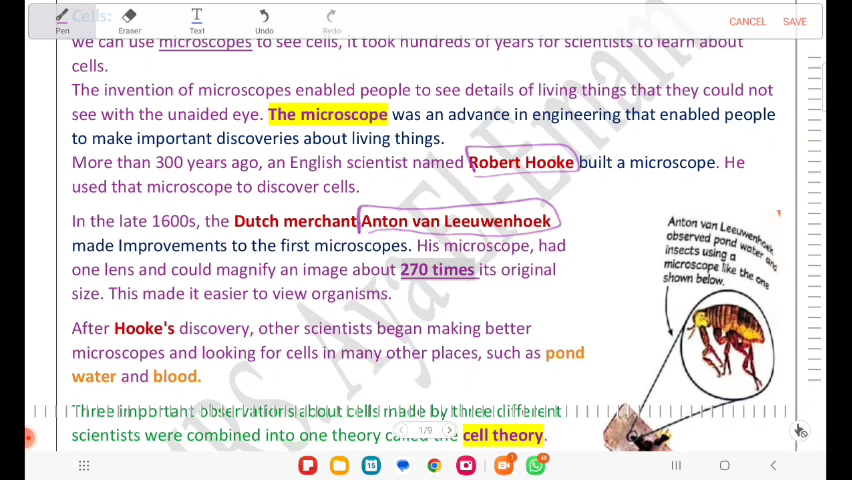 Cells:
CANCEL SAVE
Pen Eraser Text Undo Redo
we can use microscopes to see cells, it took hundreds of years for scientists to learn about
cells.
The invention of microscopes enabled people to see details of living things that they could not
see with the unaided eye. The microscope was an advance in engineering that enabled people
to make important discoveries about living things.
More than 300 years ago, an English scientist named Robert Hooke built a microscope. He
used that microscope to discover cells.
In the late 1600s, the Dutch merchant Anton van Leeuwenhoek
made Improvements to the first microscopes. His microscope, had
one lens and could magnify an image about 270 times its original
size. This made it easier to view organisms.
Anton van Leeuwenhoek
observed pond water and
insects using a
microscope like the one
shown below.
After Hooke's discovery, other scientists began making better
microscopes and looking for cells in many other places, such as pond
water and blood.
Three important observations about cells made by three different
scientists were combined into one theory called the cell theory.
1/9
MRS. Aya El-Emam
15